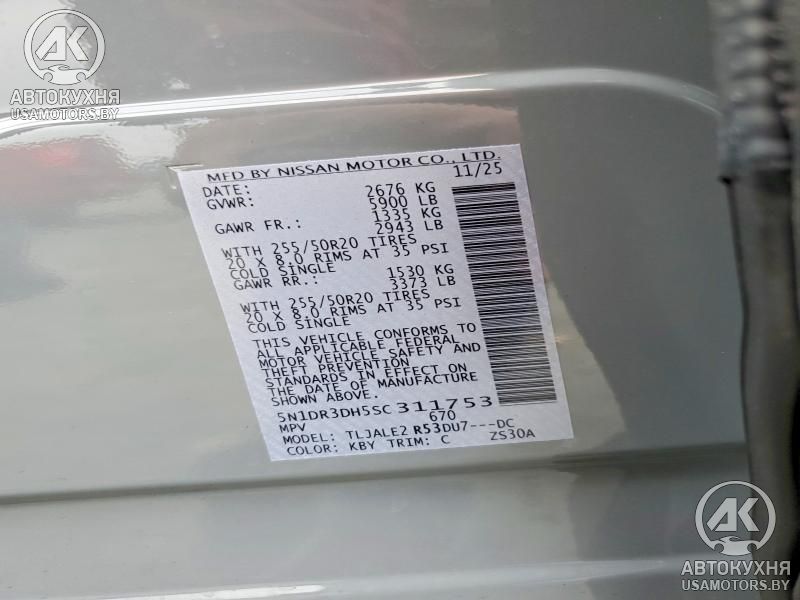 АК
АВТОКУХНЯ
USAMOTORS.BY
MFD BY NISSAN MOTOR CO., LTD.
DATE: 11/25
GVWR: 2676 KG
5900 LB
GAWR FR.: 1335 KG
2943 LB
WITH 255/50R20 TIRES
20 X 8.0 RIMS AT 35 PSI
COLD SINGLE
GAWR RR.: 1530 KG
3373 LB
WITH 255/50R20 TIRES
20 X 8.0 RIMS AT 35 PSI
COLD SINGLE
THIS VEHICLE CONFORMS TO
ALL APPLICABLE FEDERAL
MOTOR VEHICLE SAFETY AND
THEFT PREVENTION
STANDARDS IN EFFECT ON
THE DATE OF MANUFACTURE
SHOWN ABOVE.
5N1DR3DH5SC311753
MPV 670
MODEL: TLJALE2 R53DU7---DC
COLOR: KBY TRIM: C ZS30A
АК
АВТОКУХНЯ
USAMOTORS.BY